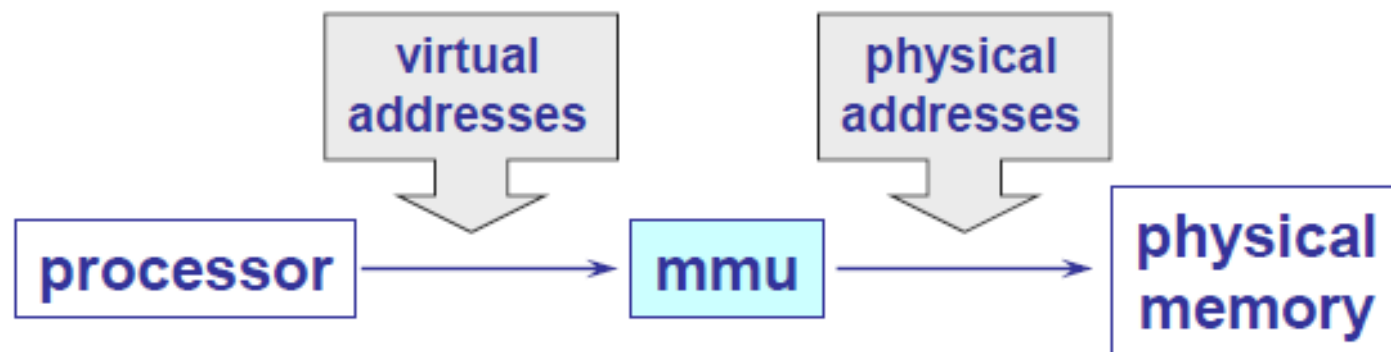 virtual
addresses
physical
addresses
processor
mmu
physical
memory